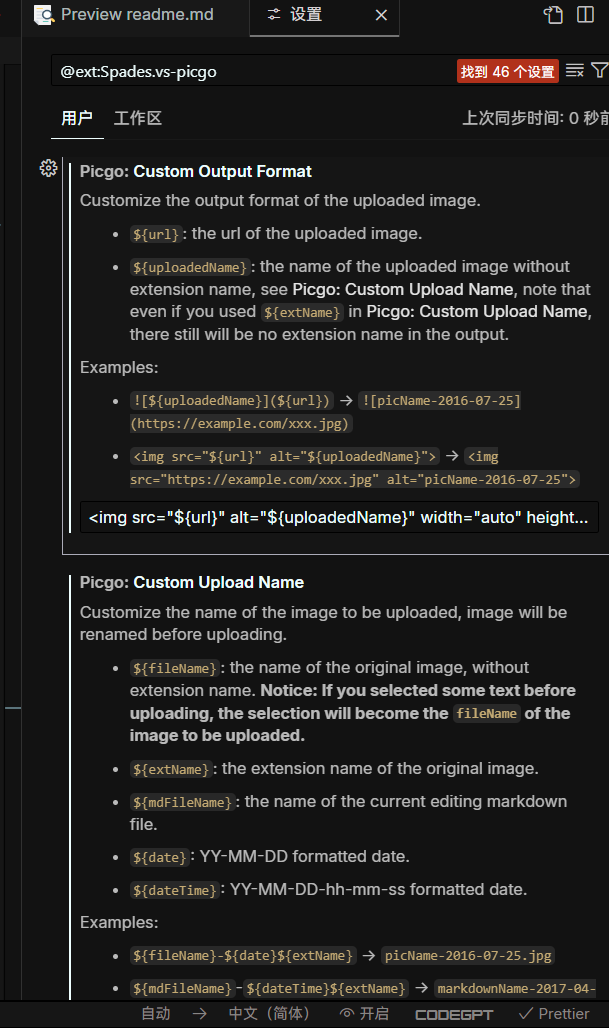 Preview readme.md
设置
@ext:Spades.vs-picgo
找到 46 个设置
用户
工作区
上次同步时间: 0 秒前
Picgo: Custom Output Format
Customize the output format of the uploaded image.
• ${url}: the url of the uploaded image.
• ${uploadedName}: the name of the uploaded image without
extension name, see Picgo: Custom Upload Name, note that
even if you used ${extName} in Picgo: Custom Upload Name,
there still will be no extension name in the output.
Examples:
• ![${uploadedName}](${url}) → ![picName-2016-07-25]
(https://example.com/xxx.jpg)
• <img src="${url}" alt="${uploadedName}"> → <img
src="https://example.com/xxx.jpg" alt="picName-2016-07-25">
<img src="${url}" alt="${uploadedName}" width="auto" height...
Picgo: Custom Upload Name
Customize the name of the image to be uploaded, image will be
renamed before uploading.
• ${fileName}: the name of the original image, without
extension name. Notice: If you selected some text before
uploading, the selection will become the fileName of the
image to be uploaded.
• ${extName}: the extension name of the original image.
• ${mdFileName}: the name of the current editing markdown
file.
• ${date}: YY-MM-DD formatted date.
• ${dateTime}: YY-MM-DD-hh-mm-ss formatted date.
Examples:
• ${fileName}-${date}${extName} → picName-2016-07-25.jpg
• ${mdFileName}-${dateTime}${extName} → markdownName-2017-04-
自动 → 中文（简体） 开启 CODEGPT ✓ Prettier